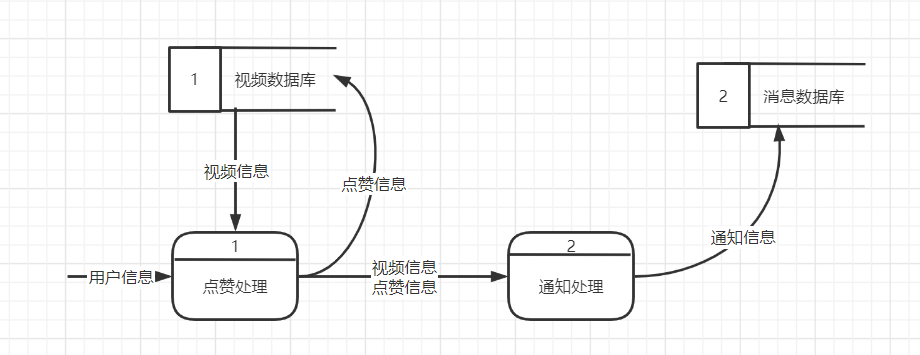 1
视频数据库
2
消息数据库
视频信息
点赞信息
通知信息
1
2
用户信息
点赞处理
视频信息
点赞信息
通知处理